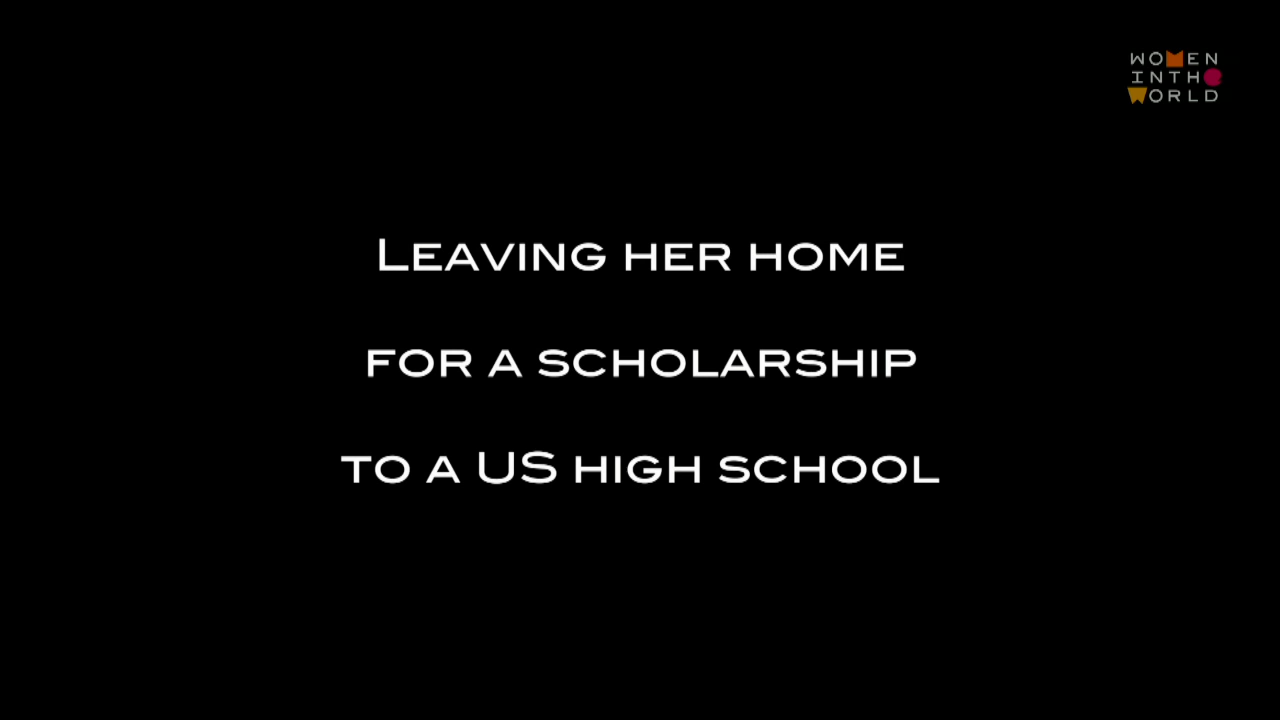 WOMEN
IN THE
WORLD
LEAVING HER HOME
FOR A SCHOLARSHIP
TO A US HIGH SCHOOL